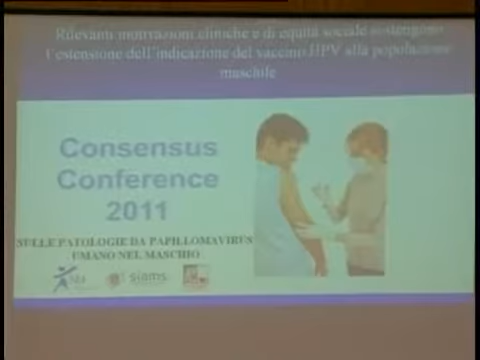 Rilevanti motivazioni cliniche e di equità sociale sostengono
l'estensione dell'indicazione del vaccino HPV alla popolazione
maschile
Consensus
Conference
2011
SULLE PATOLOGIE DA PAPILLOMAVIRUS
UMANO NEL MASCHIO
siams